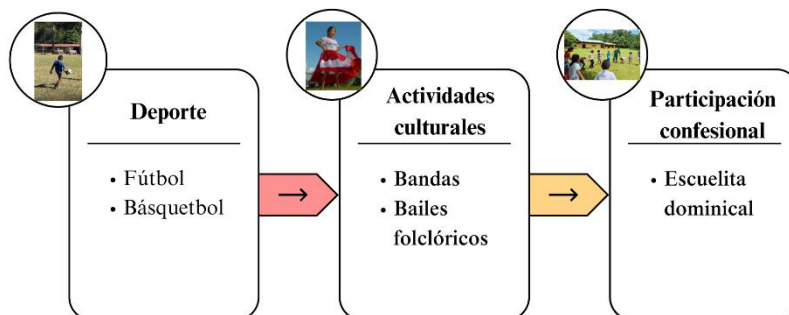 Deporte
• Fútbol
• Básquetbol
Actividades
culturales
• Bandas
• Bailes
folclóricos
Participación
confesional
• Escuelita
dominical